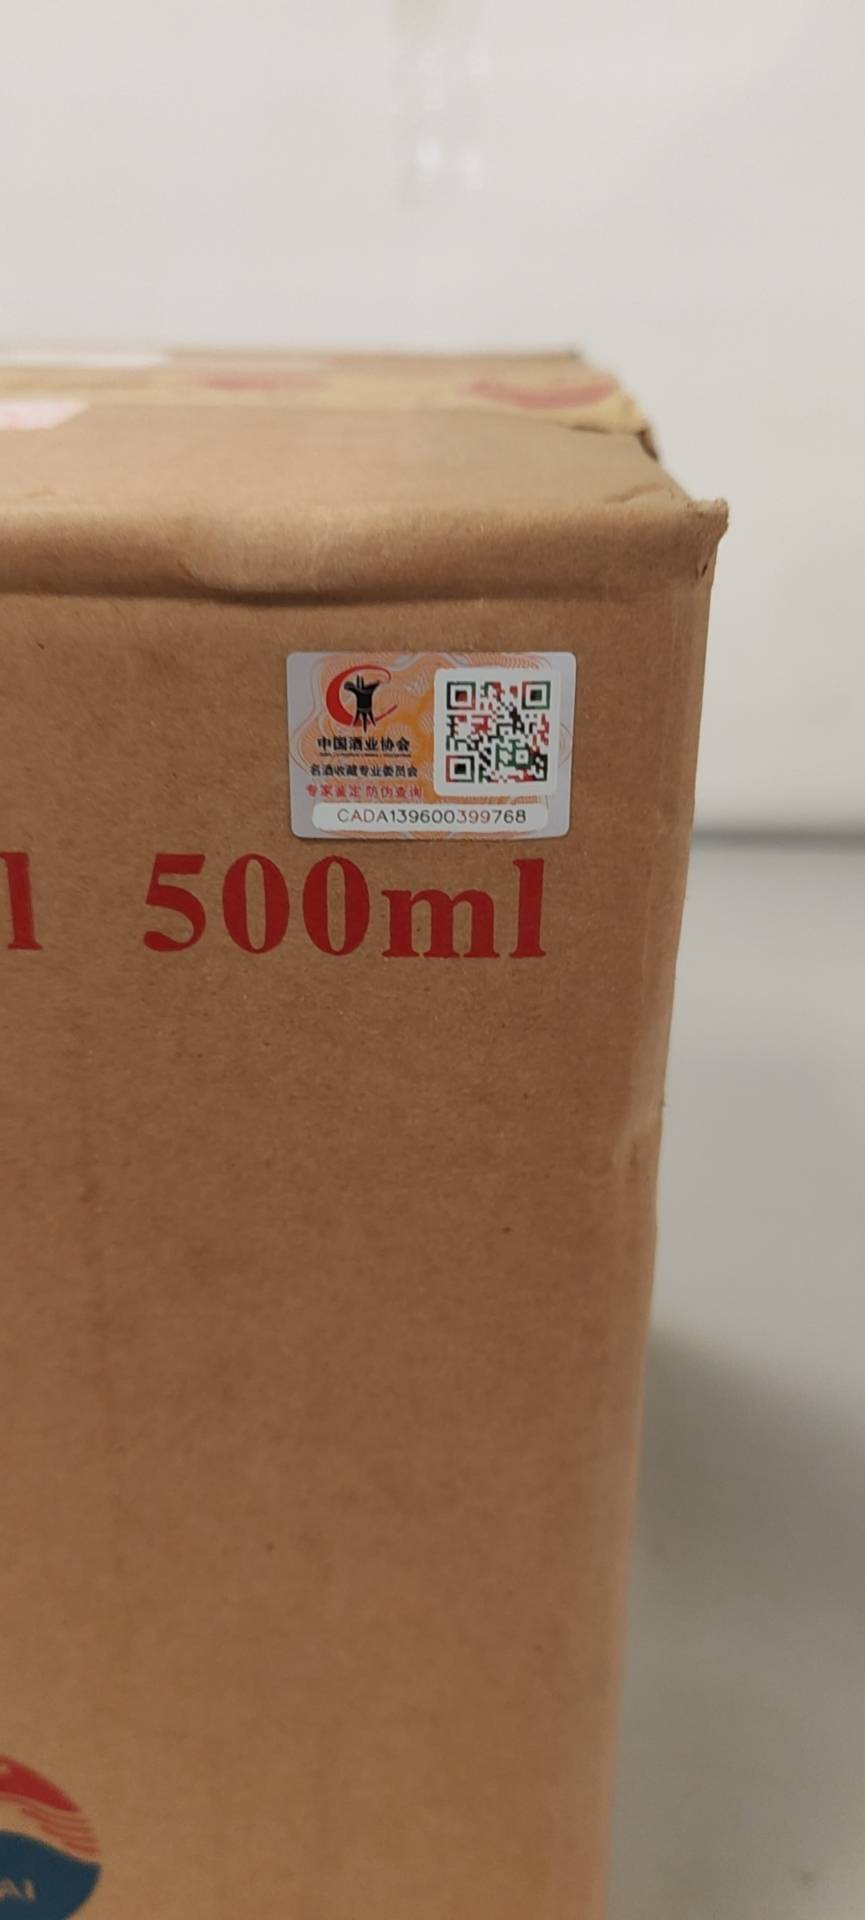 中国酒业协会
名酒收藏专业委员会
专家鉴定 防伪查询
CADA139600399768
l 500ml
AI